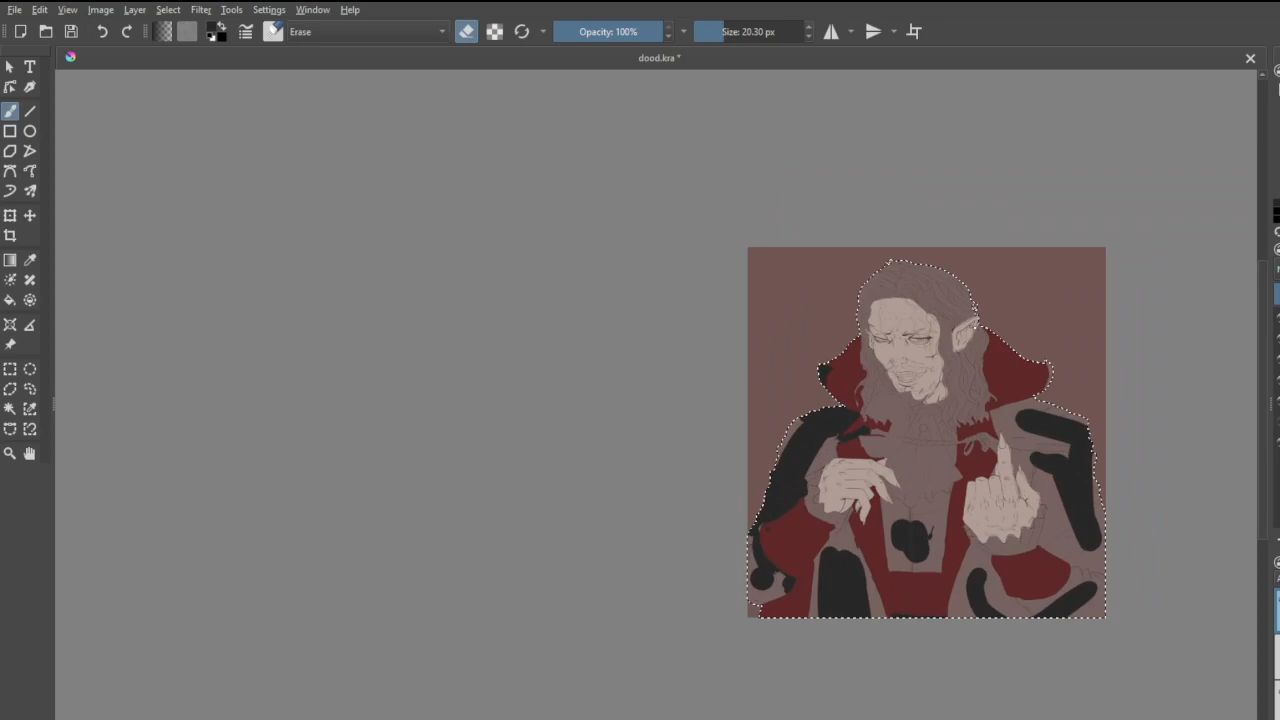 File Edit View Image Layer Select Filter Tools Settings Window Help
Erase Opacity: 100% Size: 20.30 px
dood.kra *